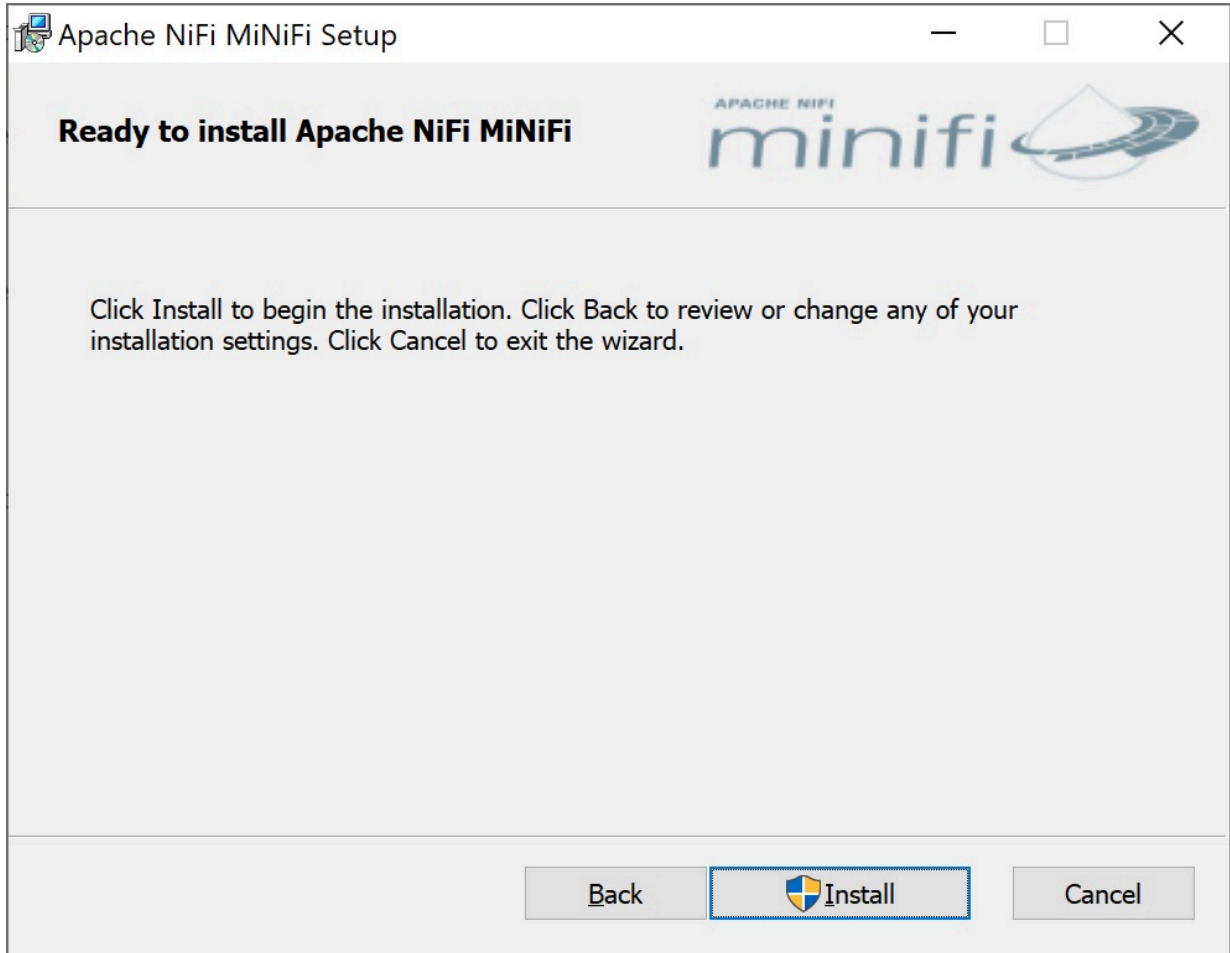 Apache NiFi MiNiFi Setup
Ready to install Apache NiFi MiNiFi
APACHE NIFI
minifi
Click Install to begin the installation. Click Back to review or change any of your
installation settings. Click Cancel to exit the wizard.
Back
Install
Cancel